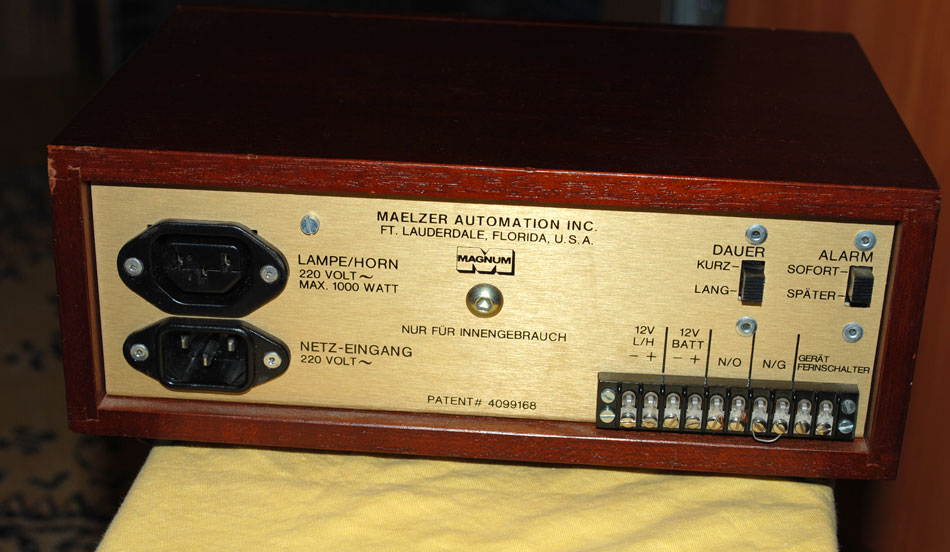 MAELZER AUTOMATION INC.
FT. LAUDERDALE, FLORIDA, U.S.A.
MAGNUM
LAMPE/HORN
220 VOLT ~
MAX. 1000 WATT
NETZ-EINGANG
220 VOLT ~
NUR FÜR INNENGEBRAUCH
PATENT# 4099168
DAUER
KURZ-
LANG-
ALARM
SOFORT-
SPÄTER-
12V
L/H
- +
12V
BATT
- +
N/O
N/G
GERÄT
FERNSCHALTER